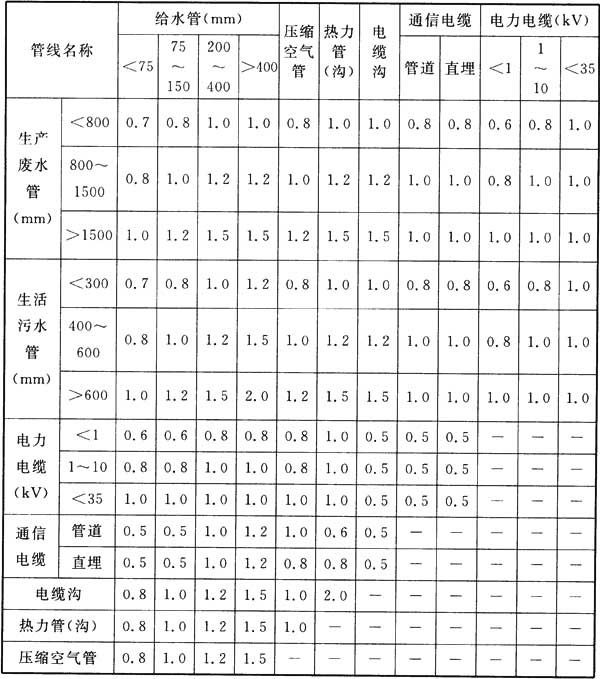 管线名称 给水管(mm) 压缩空气管 热力管(沟) 电缆沟 通信电缆 电力电缆(kV)
<75 75～150 200～400 >400 管道 直埋 <1 1～10 <35
生产废水管(mm) <800 0.7 0.8 1.0 1.0 0.8 1.0 1.0 0.8 0.8 0.6 0.8 1.0
800～1500 0.8 1.0 1.2 1.2 1.0 1.2 1.2 1.0 1.0 0.8 1.0 1.0
>1500 1.0 1.2 1.5 1.5 1.2 1.5 1.5 1.0 1.0 1.0 1.0 1.0
生活污水管(mm) <300 0.7 0.8 1.0 1.2 0.8 1.0 1.0 0.8 0.8 0.6 0.8 1.0
400～600 0.8 1.0 1.2 1.5 1.0 1.2 1.2 1.0 1.0 0.8 1.0 1.0
>600 1.0 1.2 1.5 2.0 1.2 1.5 1.5 1.0 1.0 1.0 1.0 1.0
电力电缆(kV) <1 0.6 0.6 0.8 0.8 0.8 1.0 0.5 0.5 0.5 — — —
1～10 0.8 0.8 1.0 1.0 0.8 1.0 0.5 0.5 0.5 — — —
<35 1.0 1.0 1.0 1.0 1.0 1.0 0.5 0.5 0.5 — — —
通信电缆 管道 0.5 0.5 1.0 1.2 1.0 0.6 0.5 — — — — —
直埋 0.5 0.5 1.0 1.2 0.8 0.8 0.5 — — — — —
电缆沟 0.8 1.0 1.2 1.5 1.0 2.0 — — — — — —
热力管(沟) 0.8 1.0 1.2 1.5 1.0 — — — — — — —
压缩空气管 0.8 1.0 1.2 1.5 — — — — — — — —